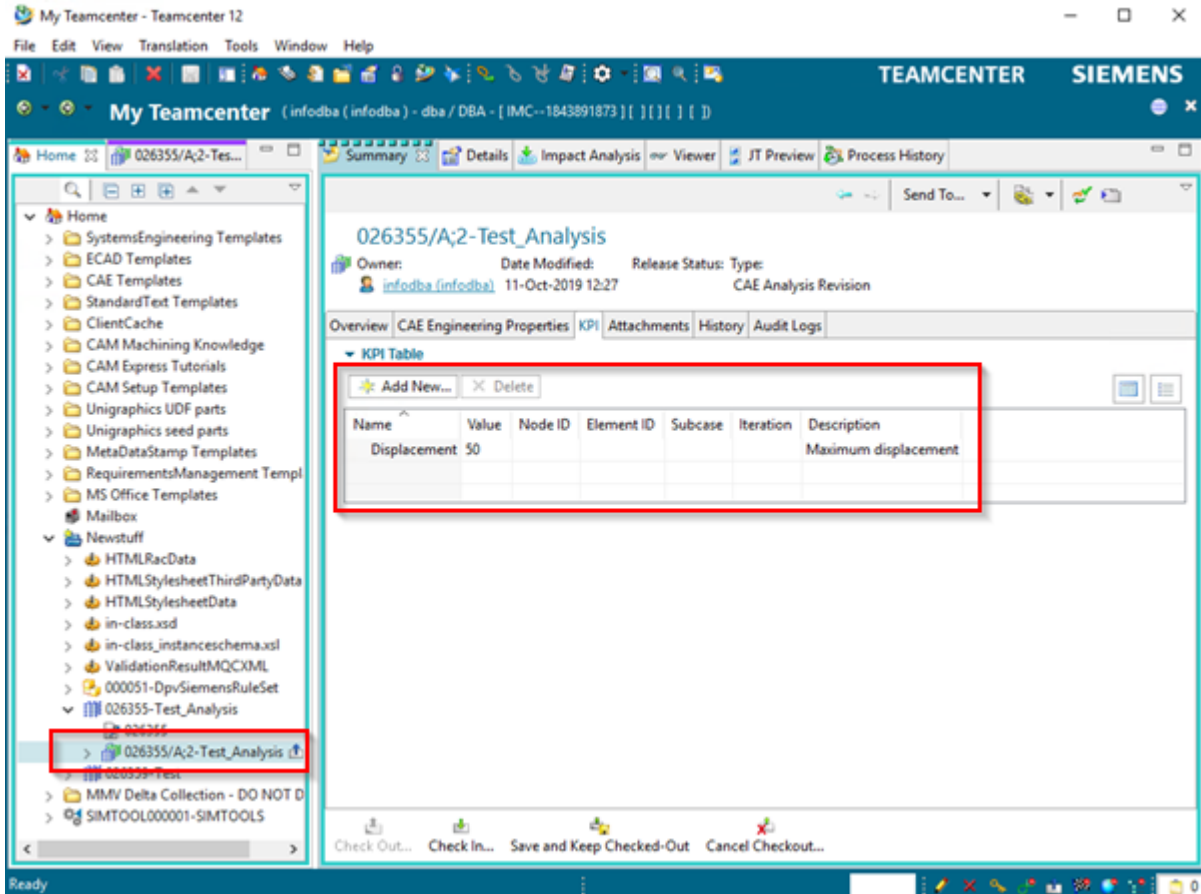 My Teamcenter - Teamcenter 12
File Edit View Translation Tools Window Help
TEAMCENTER SIEMENS
My Teamcenter ( infodba ( infodba ) - dba / DBA - [ IMC--1843891873 ] [ ] [ ] [ ] [ ])
Home 026355/A;2-Tes... Summary Details Impact Analysis Viewer JT Preview Process History
Send To...
Home
SystemsEngineering Templates
ECAD Templates
CAE Templates
StandardText Templates
ClientCache
CAM Machining Knowledge
CAM Express Tutorials
CAM Setup Templates
Unigraphics UDF parts
Unigraphics seed parts
MetaDataStamp Templates
RequirementsManagement Templ
MS Office Templates
Mailbox
Newstuff
HTMLRacData
HTMLStylesheetThirdPartyData
HTMLStylesheetData
in-class.xsd
in-class_instanceschema.xsl
ValidationResultMQCXML
000051-DpvSiemensRuleSet
026355-Test_Analysis
026355
026355/A;2-Test_Analysis
026359-Test
MMV Delta Collection - DO NOT D
SIMTOOL000001-SIMTOOLS
026355/A;2-Test_Analysis
Owner: Date Modified: Release Status: Type:
infodba (infodba) 11-Oct-2019 12:27 CAE Analysis Revision
Overview CAE Engineering Properties KPI Attachments History Audit Logs
KPI Table
Add New... Delete
Name Value Node ID Element ID Subcase Iteration Description
Displacement 50 Maximum displacement
Check Out... Check In... Save and Keep Checked-Out Cancel Checkout...
Ready 0